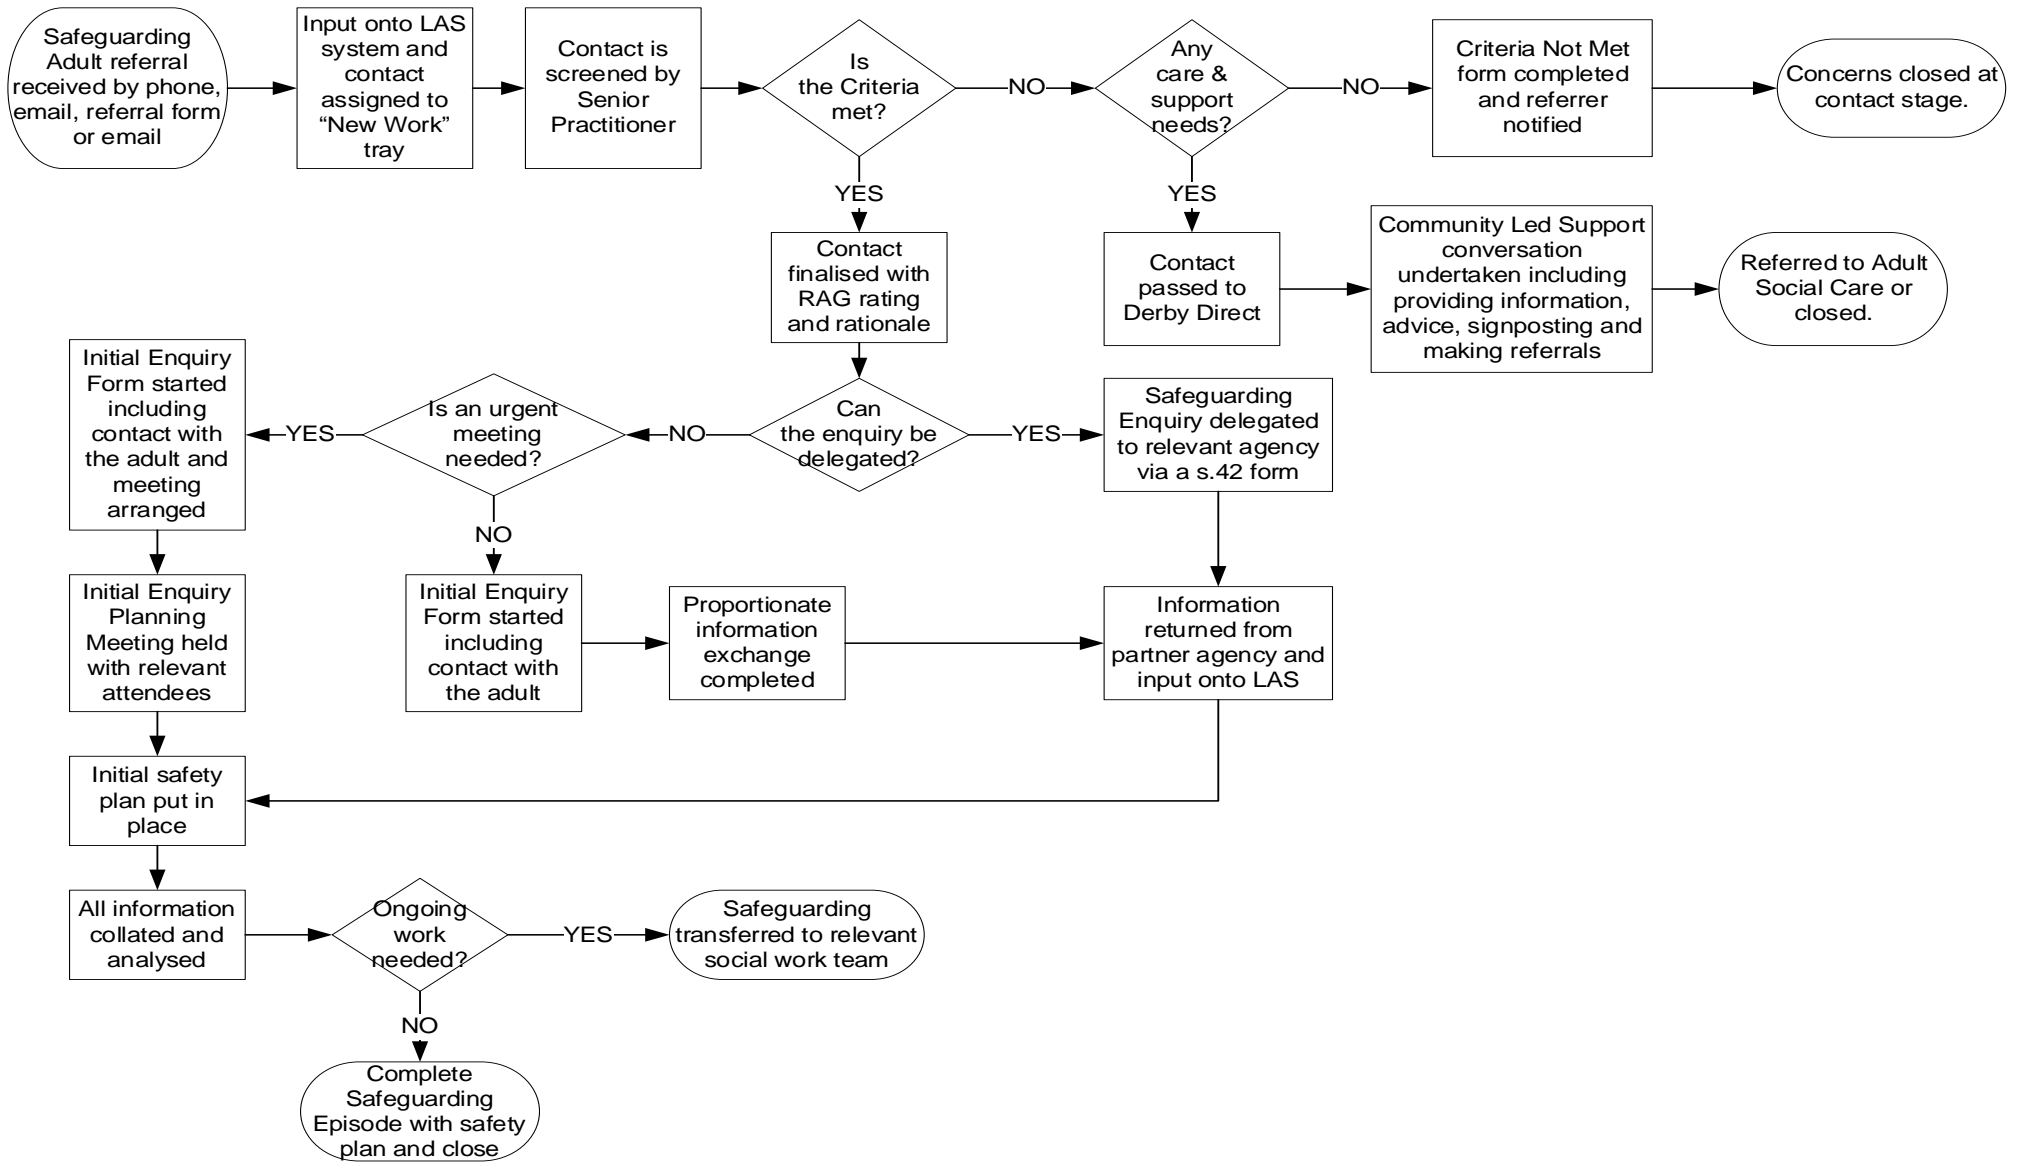 Safeguarding
Adult referral
received by phone,
email, referral form
or email
Input onto LAS
system and
contact
assigned to
“New Work”
tray
Contact is
screened by
Senior
Practitioner
Is
the Criteria
met?
NO
Any
care &
support
needs?
NO
Criteria Not Met
form completed
and referrer
notified
Concerns closed at
contact stage.
YES
YES
Contact
finalised with
RAG rating
and rationale
Contact
passed to
Derby Direct
Community Led Support
conversation
undertaken including
providing information,
advice, signposting and
making referrals
Referred to Adult
Social Care or
closed.
Initial Enquiry
Form started
including
contact with
the adult and
meeting
arranged
YES
Is an urgent
meeting
needed?
NO
Can
the enquiry be
delegated?
YES
Safeguarding
Enquiry delegated
to relevant agency
via a s.42 form
NO
Initial Enquiry
Planning
Meeting held
with relevant
attendees
Initial Enquiry
Form started
including
contact with
the adult
Proportionate
information
exchange
completed
Information
returned from
partner agency and
input onto LAS
Initial safety
plan put in
place
All information
collated and
analysed
Ongoing
work
needed?
YES
Safeguarding
transferred to relevant
social work team
NO
Complete
Safeguarding
Episode with safety
plan and close